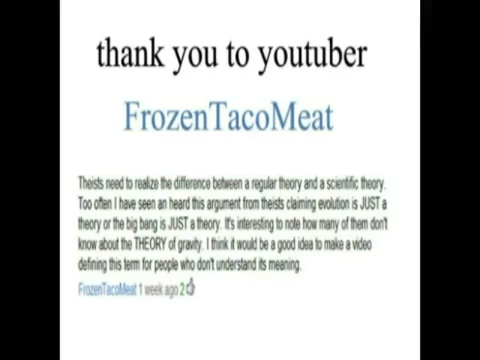 thank you to youtuber
FrozenTacoMeat
Theists need to realize the difference between a regular theory and a scientific theory.
Too often I have seen an heard this argument from theists claiming evolution is JUST a
theory or the big bang is JUST a theory. It's interesting to note how many of them don't
know about the THEORY of gravity. I think it would be a good idea to make a video
defining this term for people who don't understand its meaning.
FrozenTacoMeat 1 week ago 2